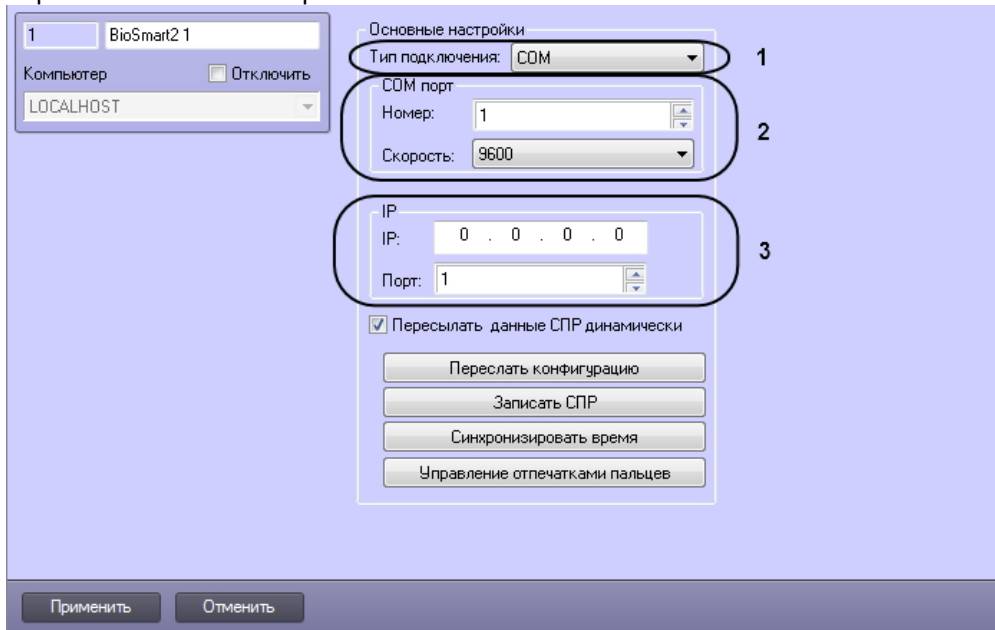 1 BioSmart2 1
Компьютер Отключить
LOCALHOST
Основные настройки
Тип подключения: COM 1
COM порт
Номер: 1
Скорость: 9600
2
IP
IP: 0 . 0 . 0 . 0
Порт: 1
3
Пересылать данные СПР динамически
Переслать конфигурацию
Записать СПР
Синхронизировать время
Управление отпечатками пальцев
Применить Отменить